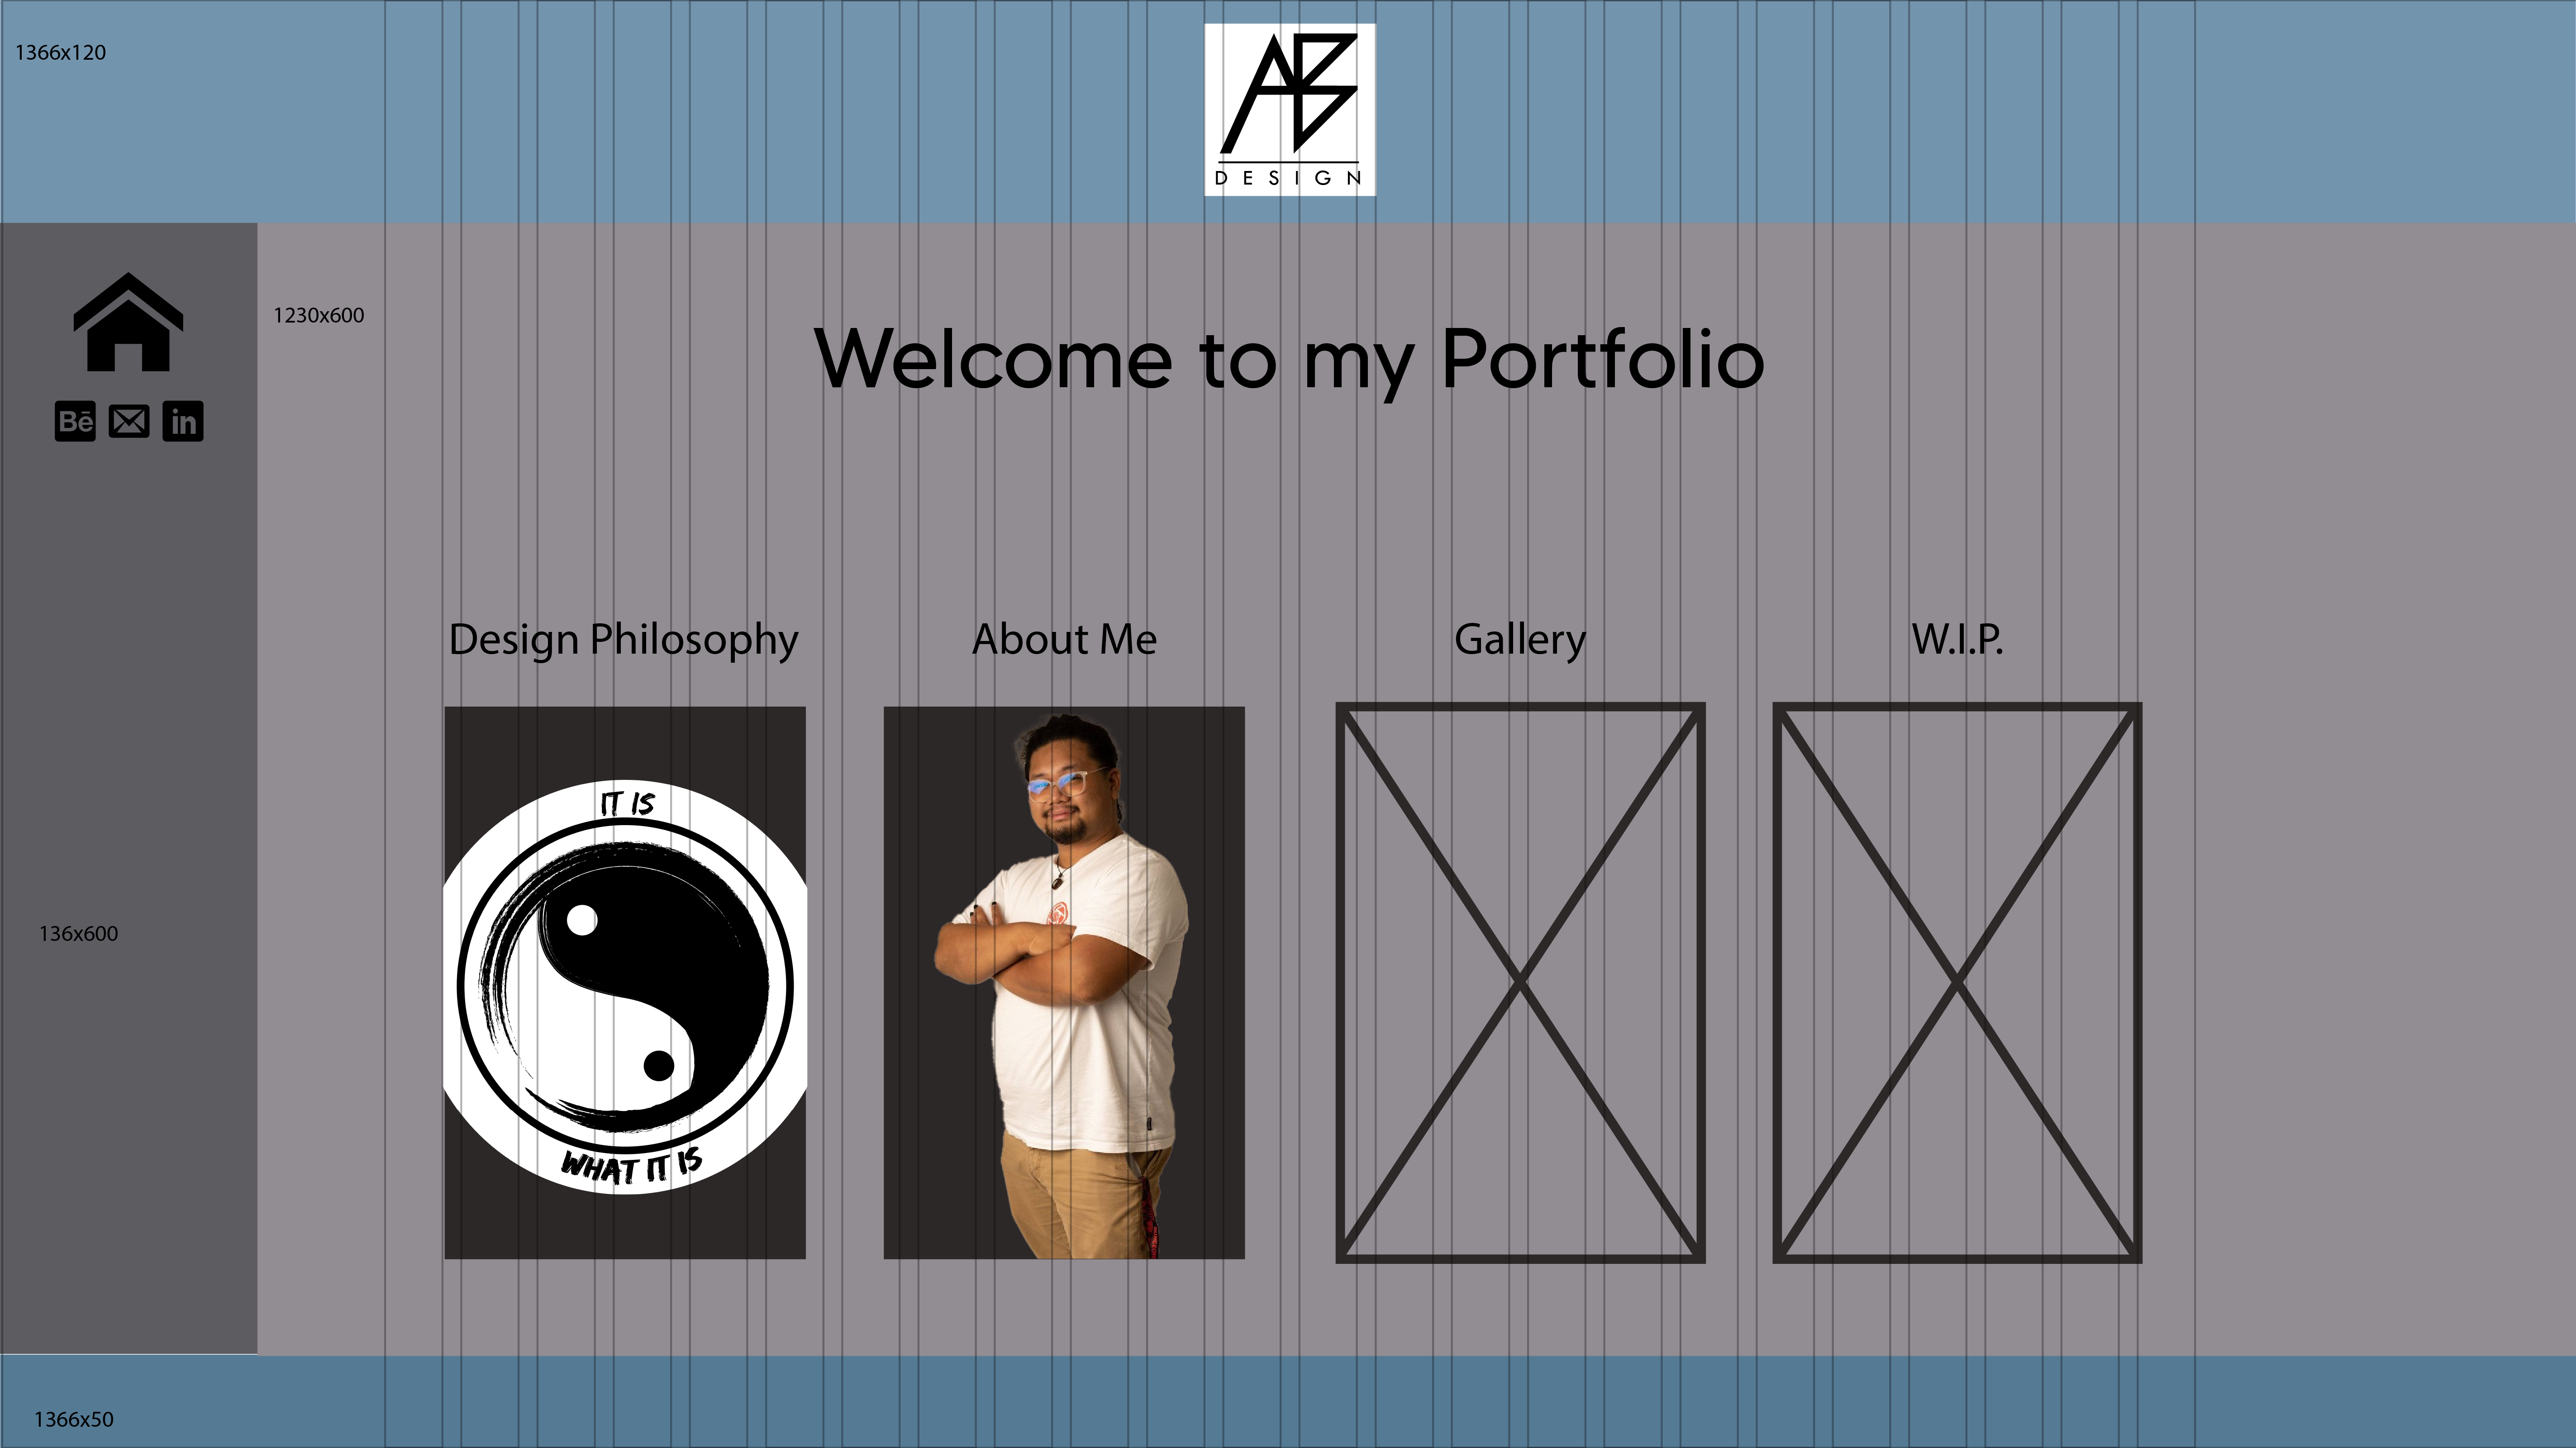 1366x120
AB
DESIGN
Bē
in
1230x600
Welcome to my Portfolio
Design Philosophy
About Me
Gallery
W.I.P.
IT IS
WHAT IT IS
136x600
1366x50